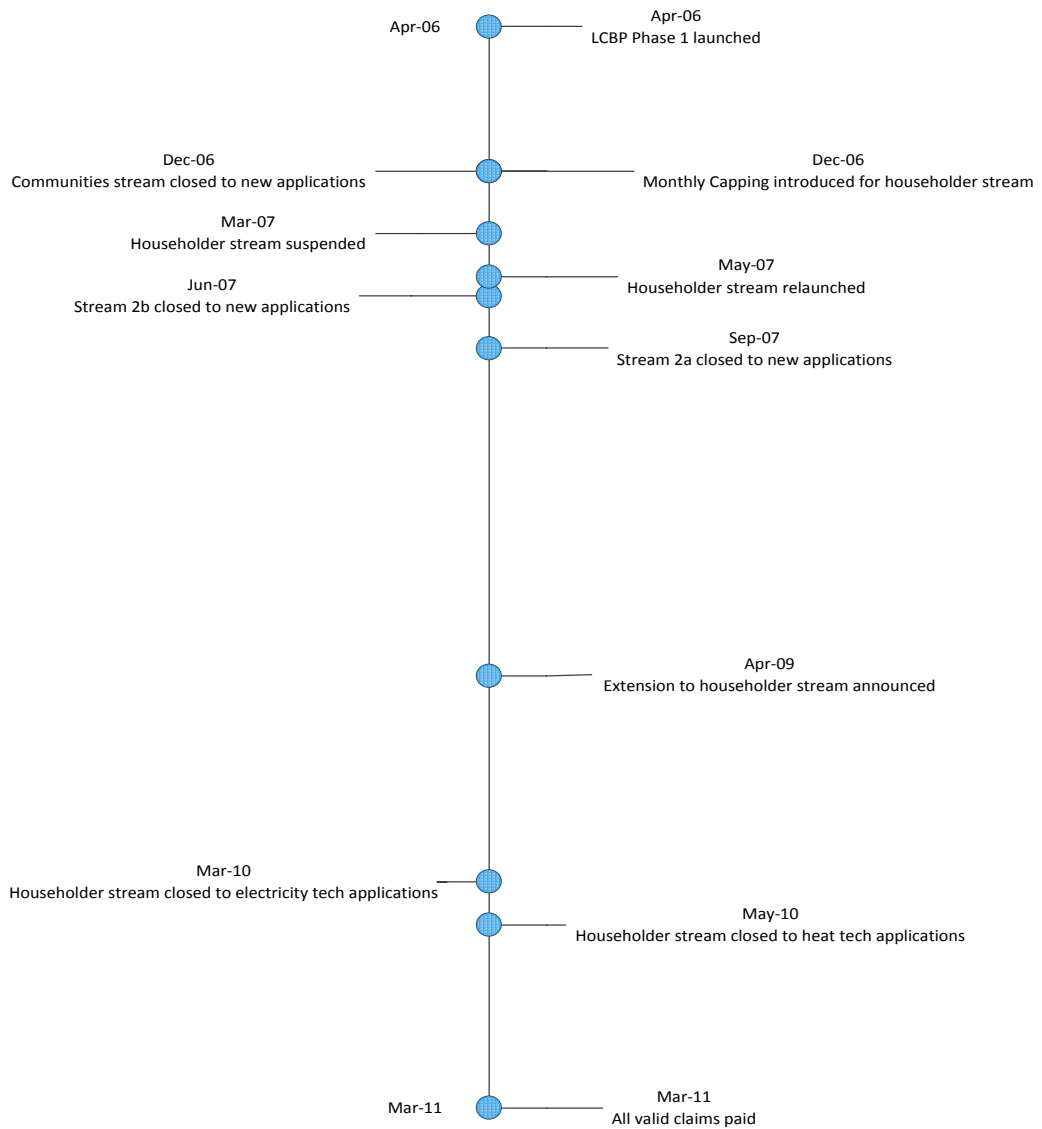 Apr-06
Apr-06
LCBP Phase 1 launched
Dec-06
Communities stream closed to new applications
Dec-06
Monthly Capping introduced for householder stream
Mar-07
Householder stream suspended
May-07
Householder stream relaunched
Jun-07
Stream 2b closed to new applications
Sep-07
Stream 2a closed to new applications
Apr-09
Extension to householder stream announced
Mar-10
Householder stream closed to electricity tech applications
May-10
Householder stream closed to heat tech applications
Mar-11
Mar-11
All valid claims paid